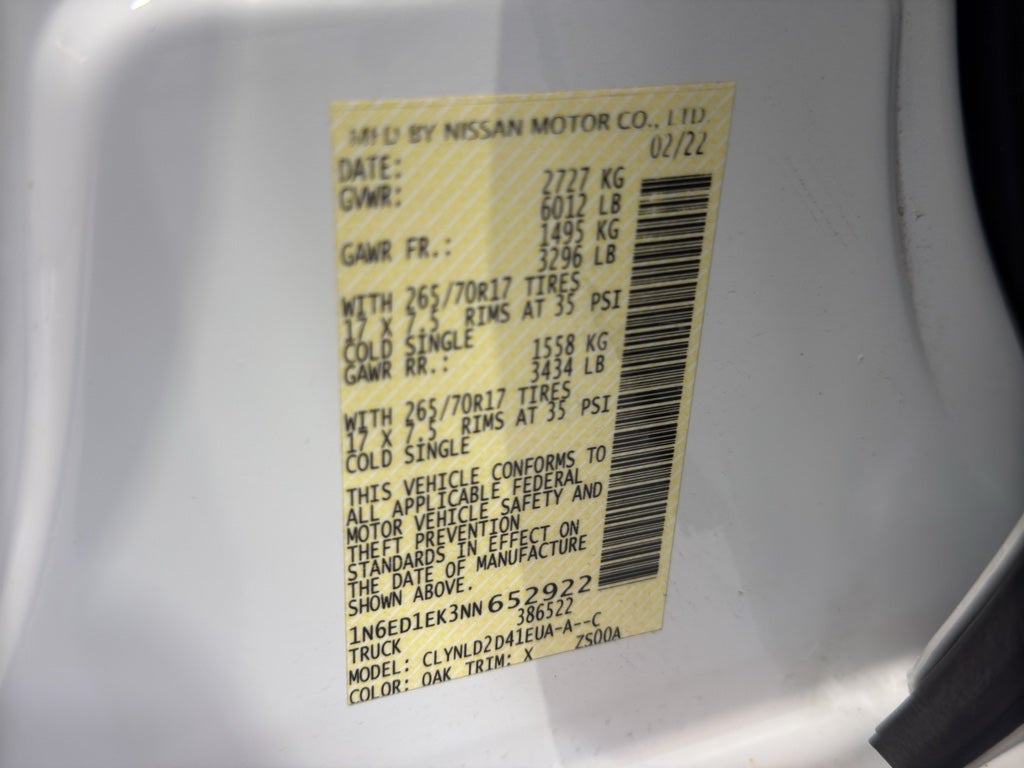 MFD BY NISSAN MOTOR CO., LTD.
DATE: 02/22
GVWR: 2727 KG
6012 LB
GAWR FR.: 1495 KG
3296 LB
WITH 265/70R17 TIRES
17 X 7.5 RIMS AT 35 PSI
COLD SINGLE
GAWR RR.: 1558 KG
3434 LB
WITH 265/70R17 TIRES
17 X 7.5 RIMS AT 35 PSI
COLD SINGLE
THIS VEHICLE CONFORMS TO
ALL APPLICABLE FEDERAL
MOTOR VEHICLE SAFETY AND
THEFT PREVENTION
STANDARDS IN EFFECT ON
THE DATE OF MANUFACTURE
SHOWN ABOVE.
1N6ED1EK3NN652922
TRUCK 386522
MODEL: CLYNLD2D41EUA-A--C
COLOR: QAK TRIM: X ZS00A